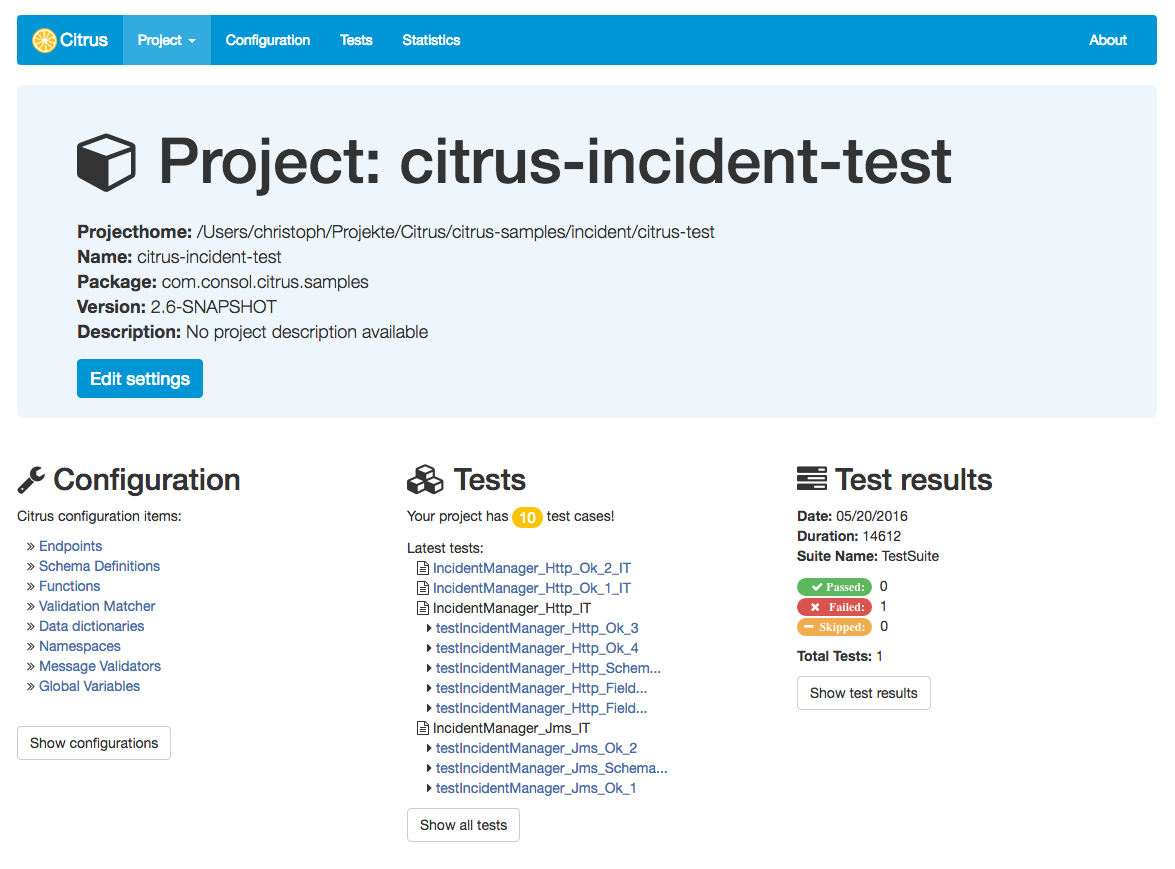 Citrus Project Configuration Tests Statistics About
Project: citrus-incident-test
Projecthome: /Users/christoph/Projekte/Citrus/citrus-samples/incident/citrus-test
Name: citrus-incident-test
Package: com.consol.citrus.samples
Version: 2.6-SNAPSHOT
Description: No project description available
Edit settings
Configuration
Citrus configuration items:
» Endpoints
» Schema Definitions
» Functions
» Validation Matcher
» Data dictionaries
» Namespaces
» Message Validators
» Global Variables
Show configurations
Tests
Your project has 10 test cases!
Latest tests:
IncidentManager_Http_Ok_2_IT
IncidentManager_Http_Ok_1_IT
IncidentManager_Http_IT
testIncidentManager_Http_Ok_3
testIncidentManager_Http_Ok_4
testIncidentManager_Http_Schem...
testIncidentManager_Http_Field...
testIncidentManager_Http_Field...
IncidentManager_Jms_IT
testIncidentManager_Jms_Ok_2
testIncidentManager_Jms_Schema...
testIncidentManager_Jms_Ok_1
Show all tests
Test results
Date: 05/20/2016
Duration: 14612
Suite Name: TestSuite
Passed: 0
Failed: 1
Skipped: 0
Total Tests: 1
Show test results